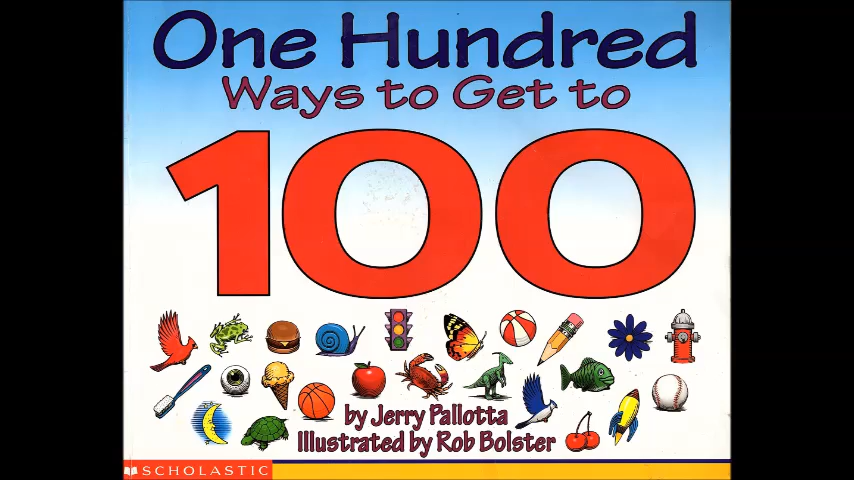 One Hundred
Ways to Get to
100
by Jerry Pallotta
Illustrated by Rob Bolster
SCHOLASTIC